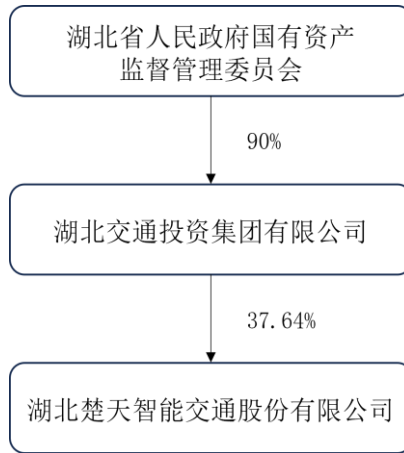 湖北省人民政府国有资产
监督管理委员会
90%
湖北交通投资集团有限公司
37.64%
湖北楚天智能交通股份有限公司